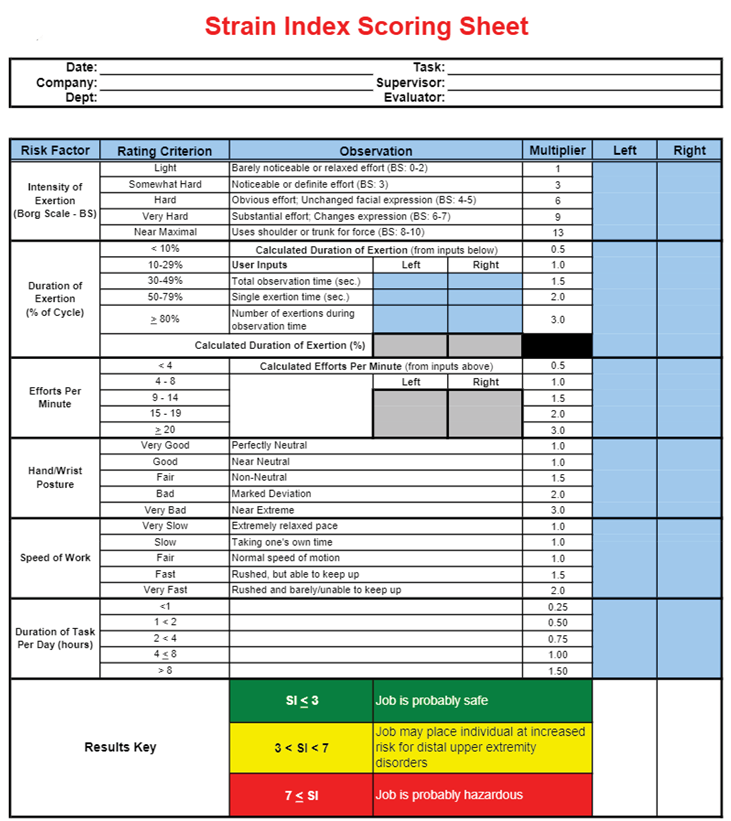 Strain Index Scoring Sheet
Date: Task:
Company: Supervisor:
Dept: Evaluator:
Risk Factor Rating Criterion Observation Multiplier Left Right
Intensity of
Exertion
(Borg Scale - BS)
Light Barely noticeable or relaxed effort (BS: 0-2) 1
Somewhat Hard Noticeable or definite effort (BS: 3) 3
Hard Obvious effort; Unchanged facial expression (BS: 4-5) 6
Very Hard Substantial effort; Changes expression (BS: 6-7) 9
Near Maximal Uses shoulder or trunk for force (BS: 8-10) 13
Duration of
Exertion
(% of Cycle)
< 10% Calculated Duration of Exertion (from inputs below) 0.5
10-29% User Inputs Left Right 1.0
30-49% Total observation time (sec.) 1.5
50-79% Single exertion time (sec.) 2.0
≥ 80% Number of exertions during
observation time 3.0
Calculated Duration of Exertion (%)
Efforts Per
Minute
< 4 Calculated Efforts Per Minute (from inputs above) 0.5
4 - 8 Left Right 1.0
9 - 14 1.5
15 - 19 2.0
≥ 20 3.0
Hand/Wrist
Posture
Very Good Perfectly Neutral 1.0
Good Near Neutral 1.0
Fair Non-Neutral 1.5
Bad Marked Deviation 2.0
Very Bad Near Extreme 3.0
Speed of Work
Very Slow Extremely relaxed pace 1.0
Slow Taking one's own time 1.0
Fair Normal speed of motion 1.0
Fast Rushed, but able to keep up 1.5
Very Fast Rushed and barely/unable to keep up 2.0
Duration of Task
Per Day (hours)
<1 0.25
1 < 2 0.50
2 < 4 0.75
4 ≤ 8 1.00
> 8 1.50
Results Key
SI ≤ 3 Job is probably safe
3 < SI < 7 Job may place individual at increased
risk for distal upper extremity
disorders
7 ≤ SI Job is probably hazardous